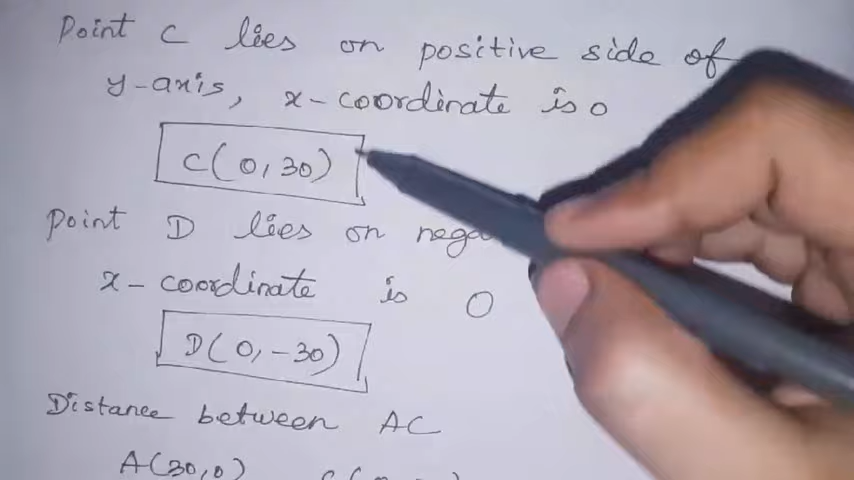 Point C lies on positive side of
y-axis, x-coordinate is 0
C(0,30)
Point D lies on
x-coordinate is 0
D(0,-30)
Distance between AC
A(30,0)